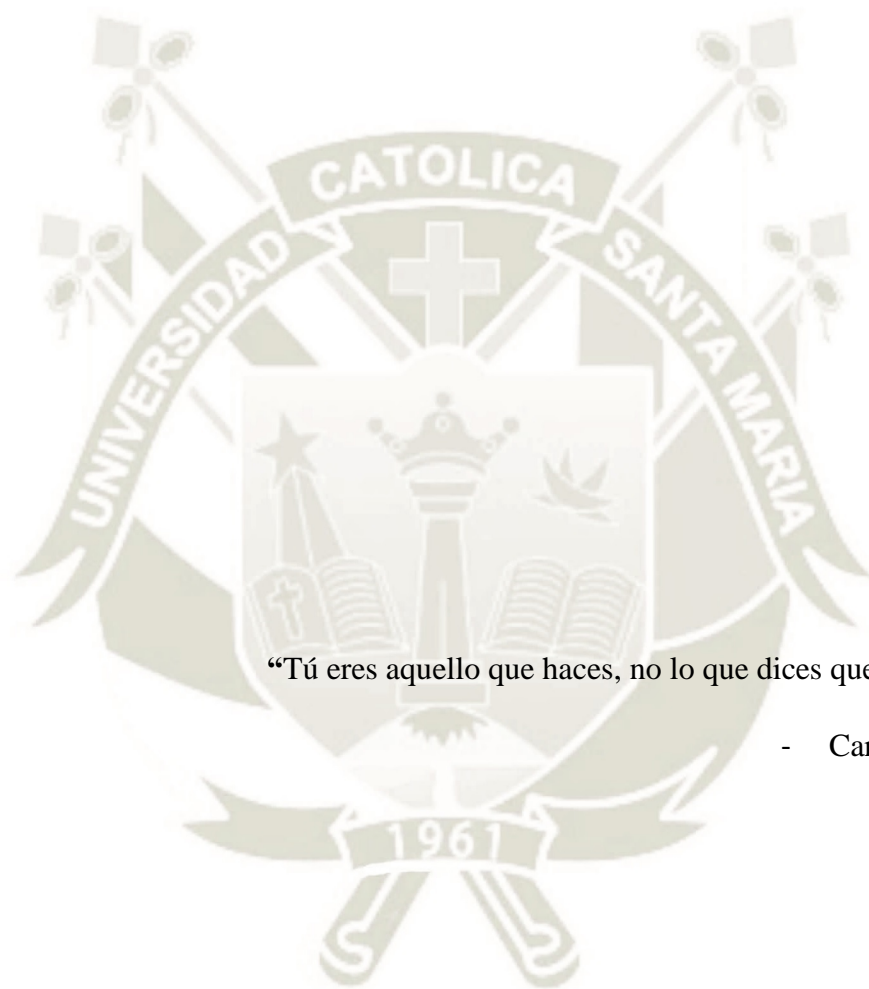 CATOLICA
UNIVERSIDAD
SANTA MARIA
“Tú eres aquello que haces, no lo que dices que
-
1961